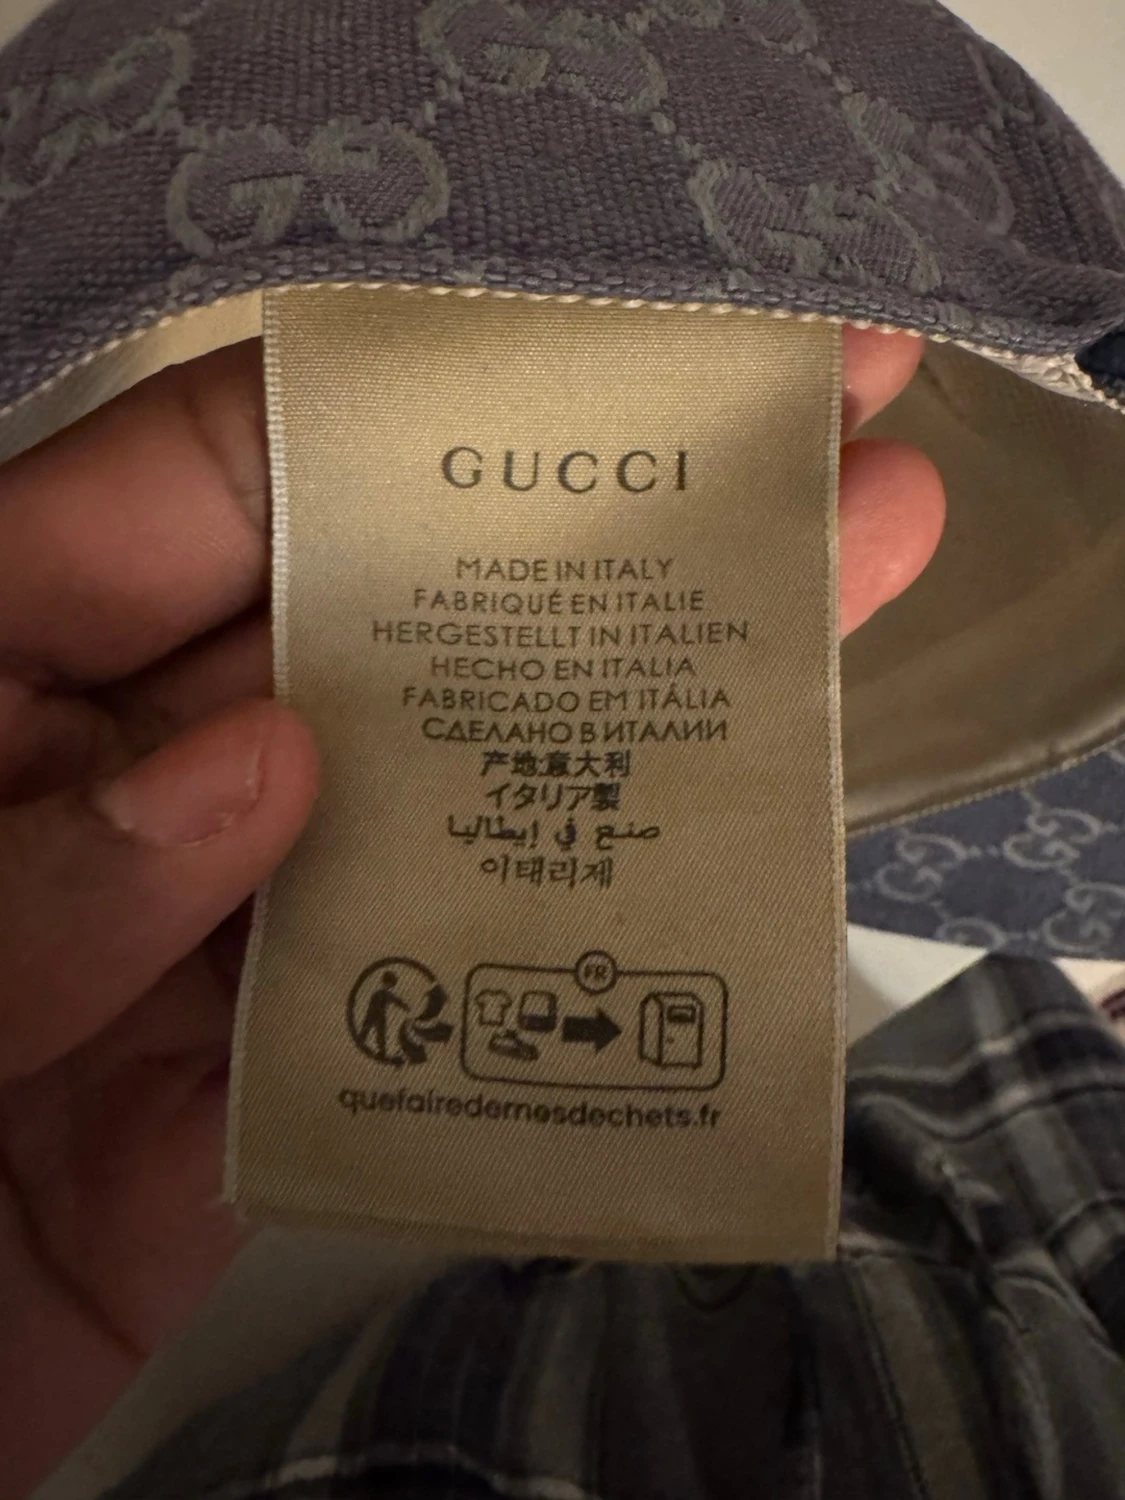 GUCCI
MADE IN ITALY
FABRIQUÉ EN ITALIE
HERGESTELLT IN ITALIEN
HECHO EN ITALIA
FABRICADO EM ITÁLIA
СДЕЛАНО В ИТАЛИИ
产地意大利
イタリア製
صنع في إيطاليا
이태리제
FR
quefairedemesdechets.fr